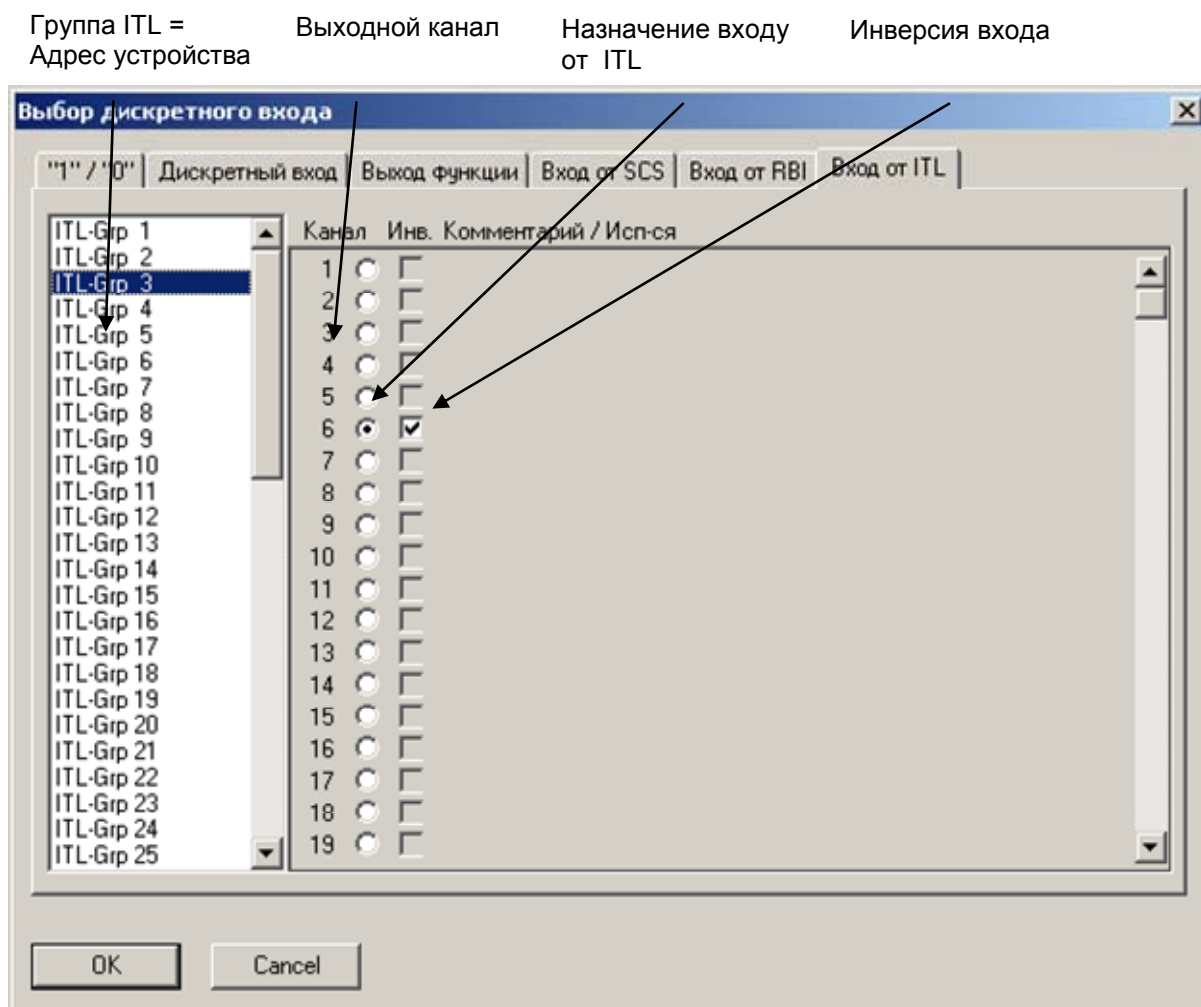 Группа ITL =
Адрес устройства
Выходной канал
Назначение входу
от ITL
Инверсия входа
Выбор дискретного входа
"1" / "0"
Дискретный вход
Выход функции
Вход от SCS
Вход от RBI
Вход от ITL
ITL-Grp 1
ITL-Grp 2
ITL-Grp 3
ITL-Grp 4
ITL-Grp 5
ITL-Grp 6
ITL-Grp 7
ITL-Grp 8
ITL-Grp 9
ITL-Grp 10
ITL-Grp 11
ITL-Grp 12
ITL-Grp 13
ITL-Grp 14
ITL-Grp 15
ITL-Grp 16
ITL-Grp 17
ITL-Grp 18
ITL-Grp 19
ITL-Grp 20
ITL-Grp 21
ITL-Grp 22
ITL-Grp 23
ITL-Grp 24
ITL-Grp 25
Канал Инв. Комментарий / Исп-ся
1
2
3
4
5
6
7
8
9
10
11
12
13
14
15
16
17
18
19
OK
Cancel